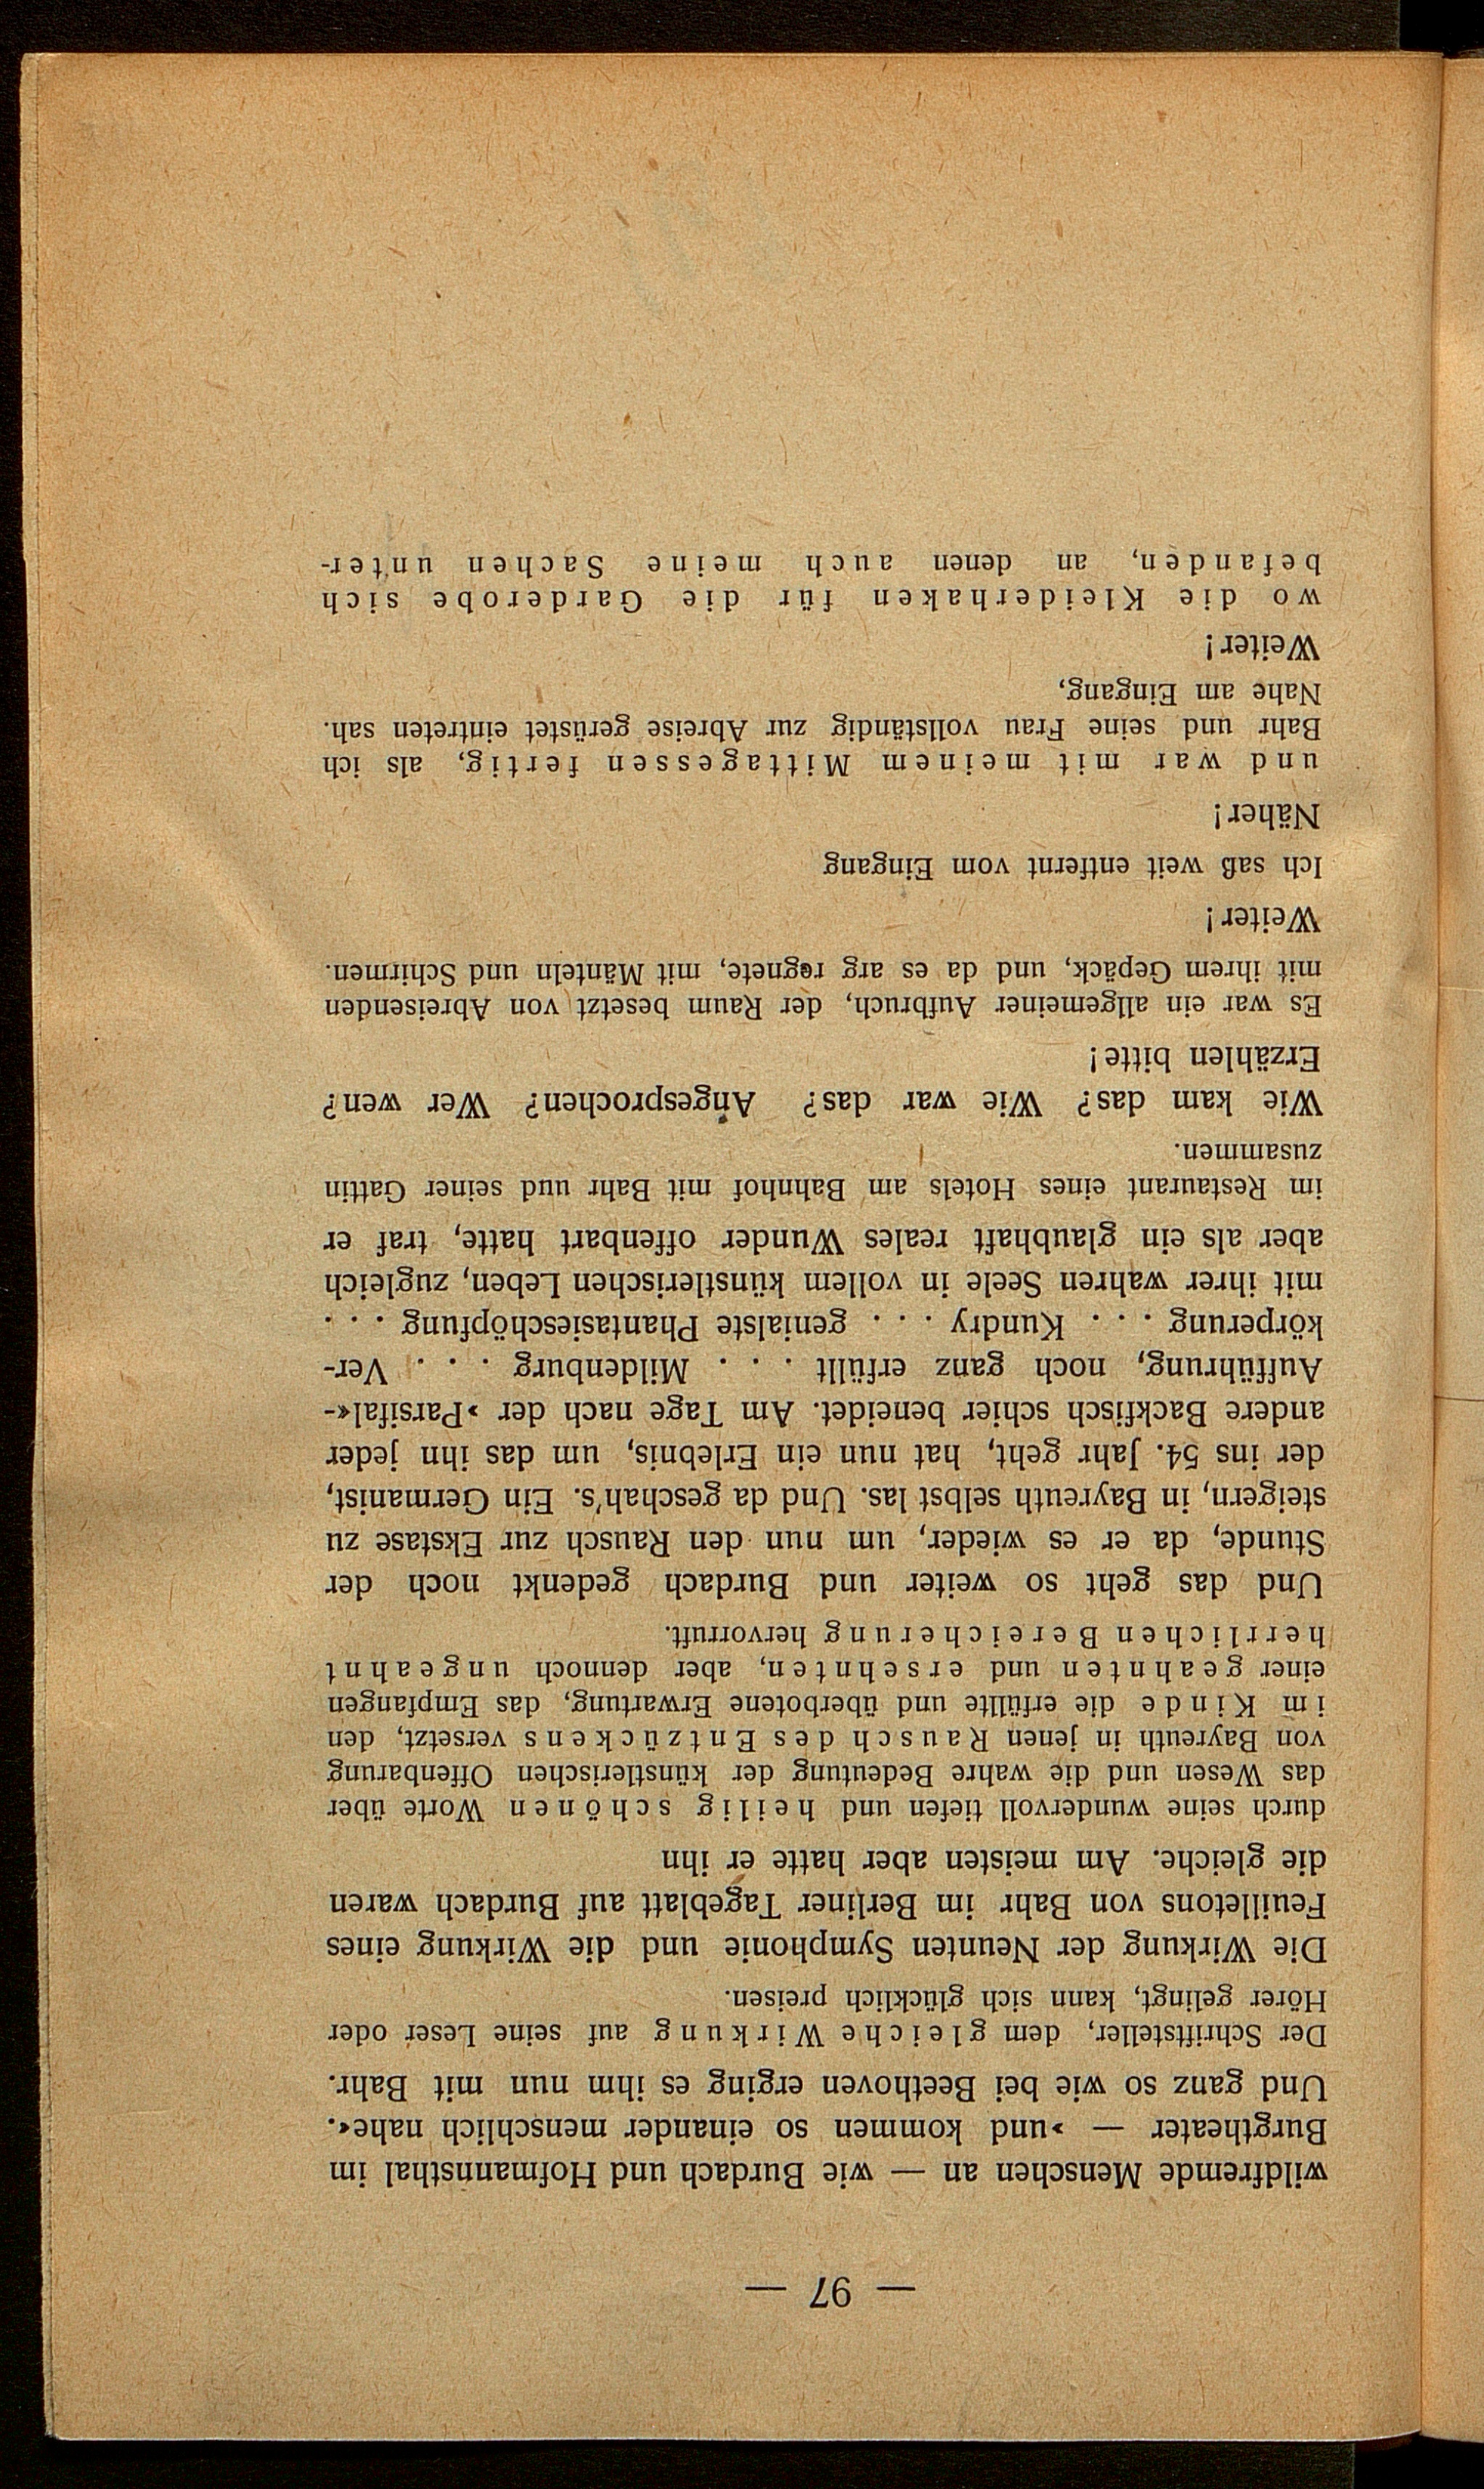 — 97 —
wildfremde Menschen an — wie Burdach und Hofmannsthal im
Burgtheater — ›und kommen so einander menschlich nahe‹.
Und ganz so wie bei Beethoven erging es ihm nun mit Bahr.
Der Schriftsteller, dem gleiche Wirkung auf seine Leser oder
Hörer gelingt, kann sich glücklich preisen.
Die Wirkung der Neunten Symphonie und die Wirkung eines
Feuilletons von Bahr im Berliner Tageblatt auf Burdach waren
die gleiche. Am meisten aber hatte er ihn
durch seine wundervoll tiefen und heilig schönen Worte über
das Wesen und die wahre Bedeutung der künstlerischen Offenbarung
von Bayreuth in jenen Rausch des Entzückens versetzt, den
im Kinde die erfüllte und überbotene Erwartung, das Empfangen
einer geahnten und ersehnten, aber dennoch ungeahnt
herrlichen Bereicherung hervorruft.
Und das geht so weiter und Burdach gedenkt noch der
Stunde, da er es wieder, um nun den Rausch zur Ekstase zu
steigern, in Bayreuth selbst las. Und da geschah's. Ein Germanist,
der ins 54. Jahr geht, hat nun ein Erlebnis, um das ihn jeder
andere Backfisch schier beneidet. Am Tage nach der ›Parsifal‹-
Aufführung, noch ganz erfüllt . . . Mildenburg . . . Ver-
körperung . . . Kundry . . . genialste Phantasieschöpfung . . .
mit ihrer wahren Seele in vollem künstlerischen Leben, zugleich
aber als ein glaubhaft reales Wunder offenbart hatte, traf er
im Restaurant eines Hotels am Bahnhof mit Bahr uud seiner Gattin
zusammen.
Wie kam das? Wie war das? Angesprochen? Wer wen?
Erzählen bitte!
Es war ein allgemeiner Aufbruch, der Raum besetzt von Abreisenden
mit ihrem Gepäck, und da es arg regnete, mit Mänteln und Schirmen.
Weiter!
Ich saß weit entfernt vom Eingang
Näher!
und war mit meinem Mittagessen fertig, als ich
Bahr und seine Frau vollständig zur Abreise gerüstet eintreten sah.
Nahe am Eingang,
Weiter!
wo die Kleiderhaken für die Garderobe sich
befanden, an denen auch meine Sachen unter-